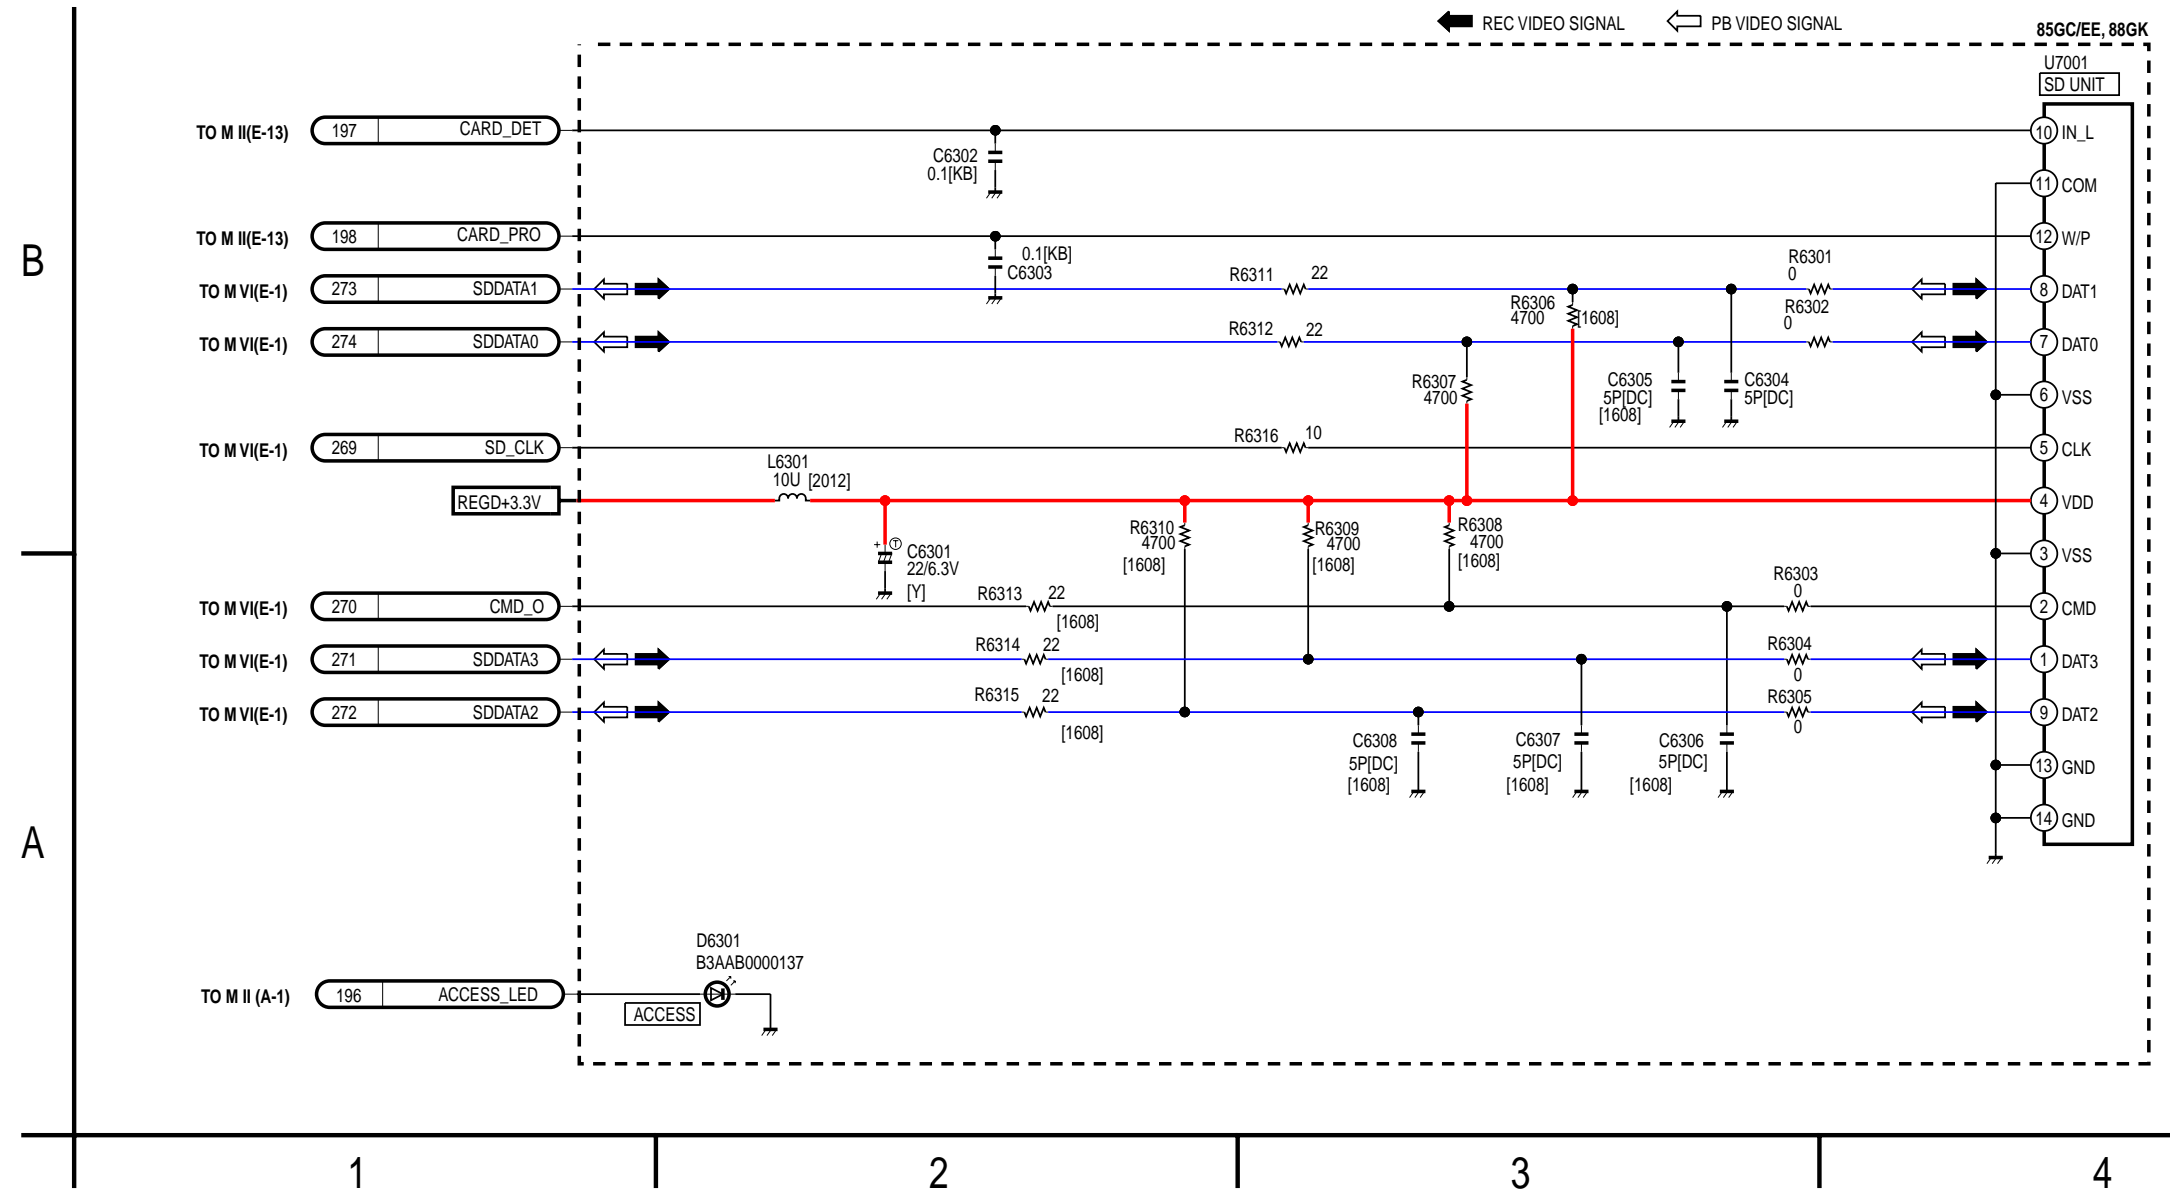 REC VIDEO SIGNAL PB VIDEO SIGNAL
85GC/EE, 88GK
U7001
SD UNIT
TO M II(E-13) 197 CARD_DET 10 IN_L
C6302
0.1[KB]
11 COM
TO M II(E-13) 198 CARD_PRO 12 W/P
0.1[KB]
C6303
B
TO M VI(E-1) 273 SDDATA1 R6311 22 R6301 0 8 DAT1
R6306
4700 [1608]
R6302
0
TO M VI(E-1) 274 SDDATA0 R6312 22 7 DAT0
R6307
4700
C6305
5P[DC]
[1608]
C6304
5P[DC]
6 VSS
TO M VI(E-1) 269 SD_CLK R6316 10 5 CLK
L6301
10U [2012]
REGD+3.3V 4 VDD
+ T C6301
22/6.3V
[Y]
R6310
4700
[1608]
R6309
4700
[1608]
R6308
4700
[1608]
3 VSS
TO M VI(E-1) 270 CMD_O R6313 22 [1608] R6303 0 2 CMD
TO M VI(E-1) 271 SDDATA3 R6314 22 [1608] R6304 0 1 DAT3
TO M VI(E-1) 272 SDDATA2 R6315 22 [1608] R6305 0 9 DAT2
C6308
5P[DC]
[1608]
C6307
5P[DC]
[1608]
C6306
5P[DC]
[1608]
13 GND
14 GND
A
D6301
B3AAB0000137
TO M II (A-1) 196 ACCESS_LED
ACCESS
1 2 3 4